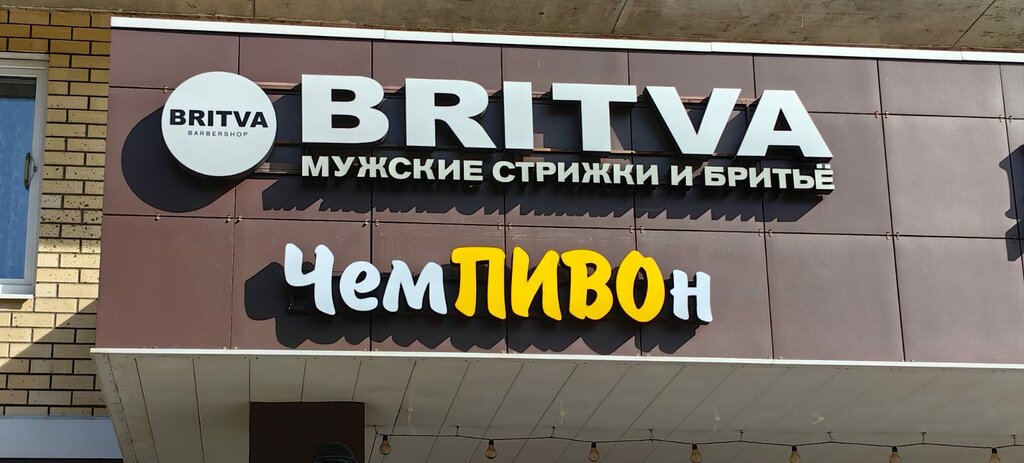 BRITVA
BARBERSHOP
BRITVA
МУЖСКИЕ СТРИЖКИ И БРИТЬЁ
ЧемПИВОн